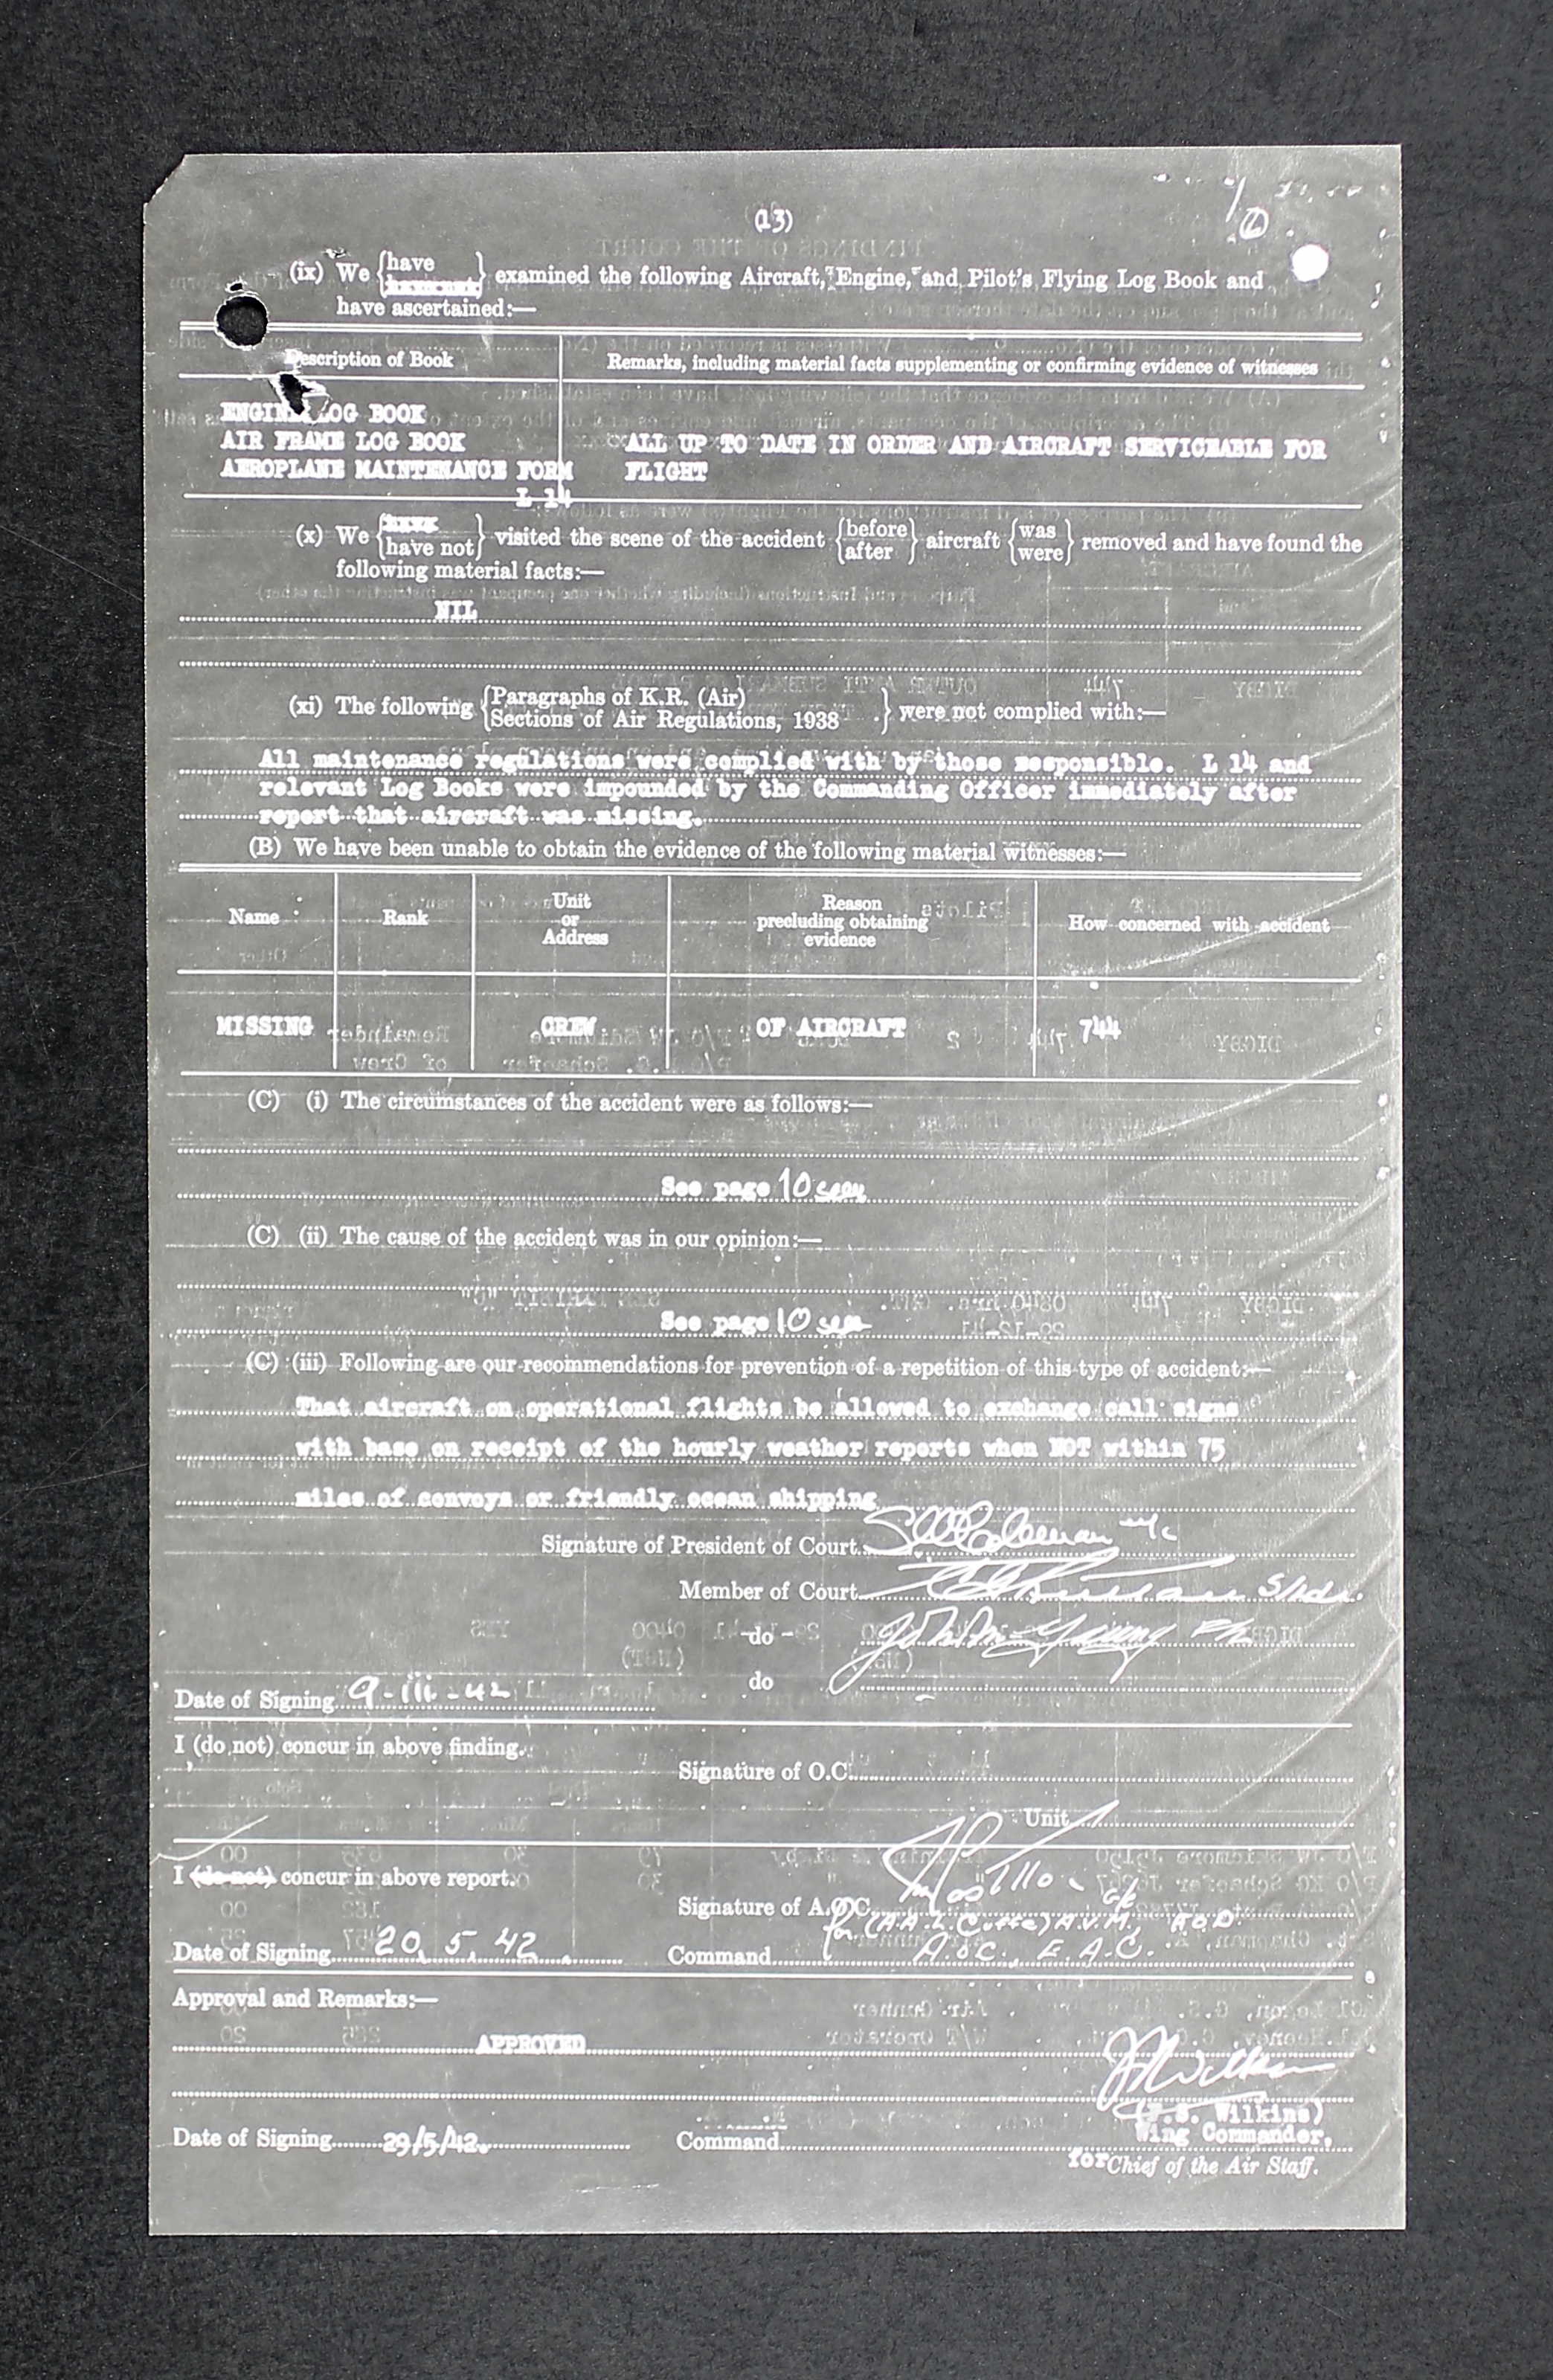 (13)
(ix) We {have
examined the following Aircraft, Engine, and Pilot's Flying Log Book and
have ascertained:—
Description of Book
Remarks, including material facts supplementing or confirming evidence of witnesses
ENGINE LOG BOOK
AIR FRAME LOG BOOK
ALL UP TO DATE IN ORDER AND AIRCRAFT SERVICEABLE FOR
AEROPLANE MAINTENANCE FORM
FLIGHT
L 14
(x) We {have not} visited the scene of the accident {before after} aircraft {was were} removed and have found the
following material facts:—
NIL
(xi) The following {Paragraphs of K.R. (Air)
Sections of Air Regulations, 1938 } were not complied with:—
All maintenance regulations were complied with by those responsible. L 14 and
relevant Log Books were impounded by the Commanding Officer immediately after
report that aircraft was missing.
(B) We have been unable to obtain the evidence of the following material witnesses:—
Name
Rank
Unit
or
Address
Reason
precluding obtaining
evidence
How concerned with accident
MISSING CREW OF AIRCRAFT 744
(C) (i) The circumstances of the accident were as follows:—
See page 10
(C) (ii) The cause of the accident was in our opinion:—
See page 10
(C) (iii) Following are our recommendations for prevention of a repetition of this type of accident:—
That aircraft on operational flights be allowed to exchange call signs
with base on receipt of the hourly weather reports when NOT within 75
miles of convoys or friendly ocean shipping
Signature of President of Court
Member of Court
do
do
Date of Signing 9-iii-42
I (do not) concur in above finding.
Signature of O.C.
Unit
I (do not) concur in above report.
Signature of A.O.C.
for (A.A.L. Cuffe) A.V.M.,
Date of Signing 20. 5. 42
Command A.O.C., E.A.C.
Approval and Remarks:—
APPROVED
Wilkins)
Wing Commander,
Date of Signing 29/5/42.
Command
for Chief of the Air Staff.